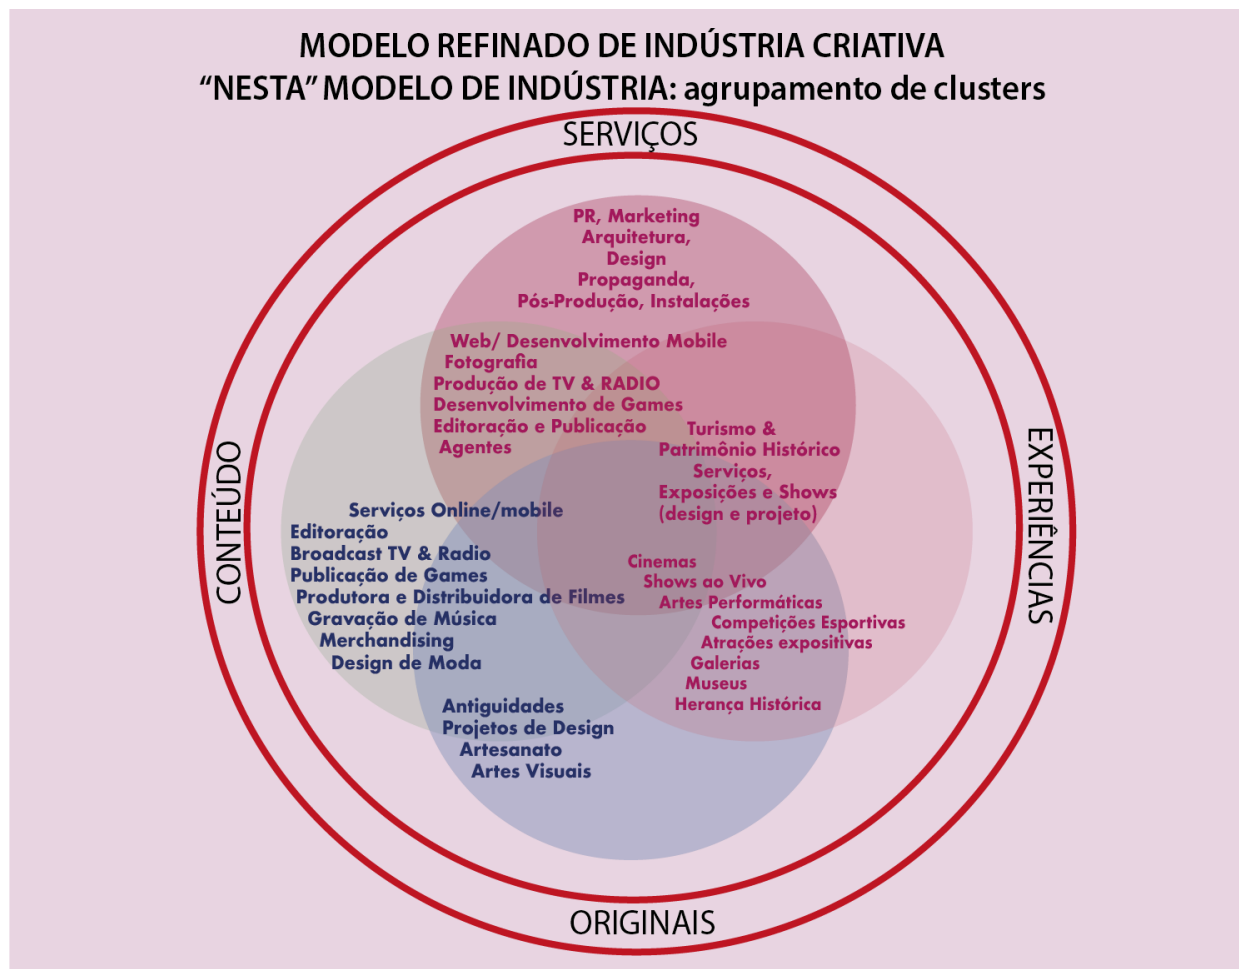 MODELO REFINADO DE INDÚSTRIA CRIATIVA
“NESTA” MODELO DE INDÚSTRIA: agrupamento de clusters
SERVIÇOS
PR, Marketing
Arquitetura,
Design
Propaganda,
Pós-Produção, Instalações
Web/ Desenvolvimento Mobile
Fotografia
Produção de TV & RADIO
Desenvolvimento de Games
Editoração e Publicação
Agentes
Turismo &
Patrimônio Histórico
Serviços,
Exposições e Shows
(design e projeto)
CONTEÚDO
EXPERIÊNCIAS
Serviços Online/mobile
Editoração
Broadcast TV & Radio
Publicação de Games
Produtora e Distribuidora de Filmes
Gravação de Música
Merchandising
Design de Moda
Cinemas
Shows ao Vivo
Artes Performáticas
Competições Esportivas
Atrações expositivas
Galerias
Museus
Herança Histórica
Antiguidades
Projetos de Design
Artesanato
Artes Visuais
ORIGINAIS